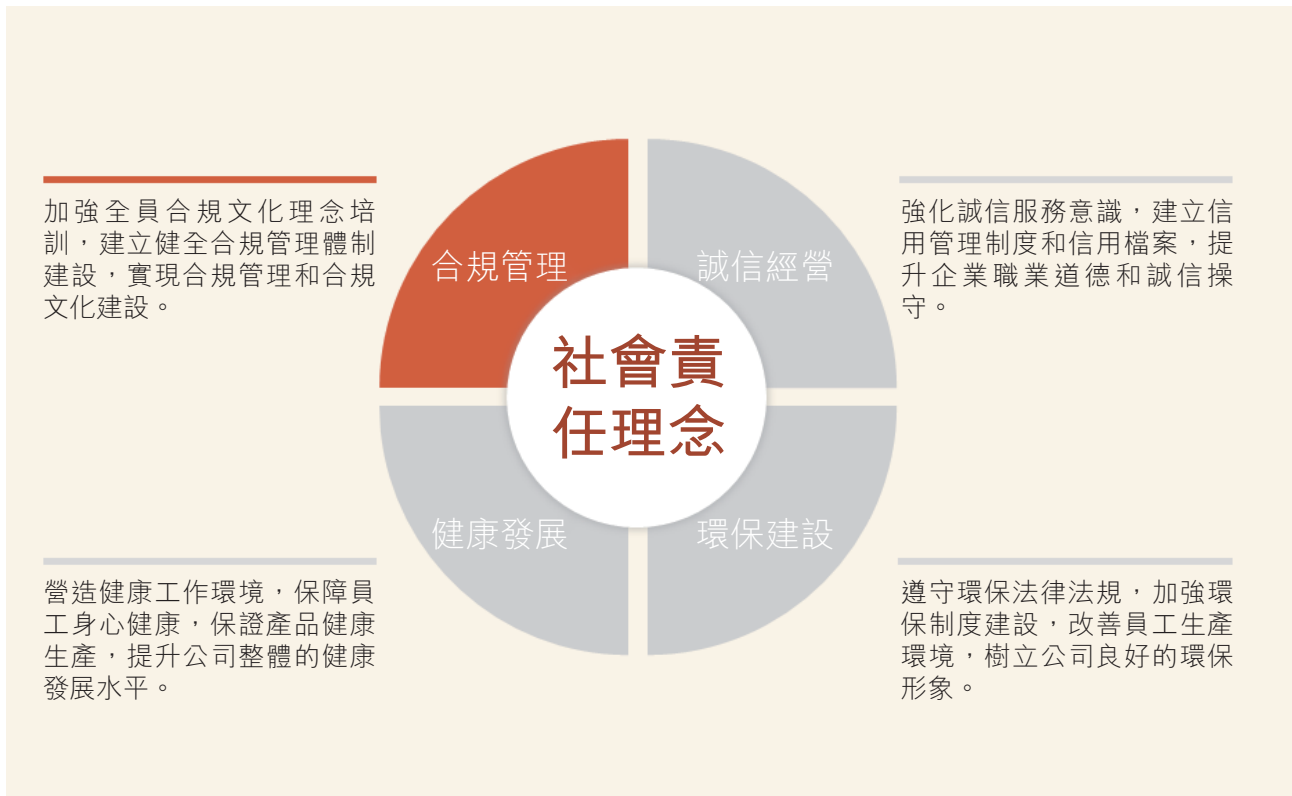 加強全員合規文化理念培
訓，建立健全合規管理體制
建設，實現合規管理和合規
文化建設。
合規管理
誠信經營
強化誠信服務意識，建立信
用管理制度和信用檔案，提
升企業職業道德和誠信操
守。
社會責
任理念
健康發展
環保建設
營造健康工作環境，保障員
工身心健康，保證產品健康
生產，提升公司整體的健康
發展水平。
遵守環保法律法規，加強環
保制度建設，改善員工生產
環境，樹立公司良好的環保
形象。